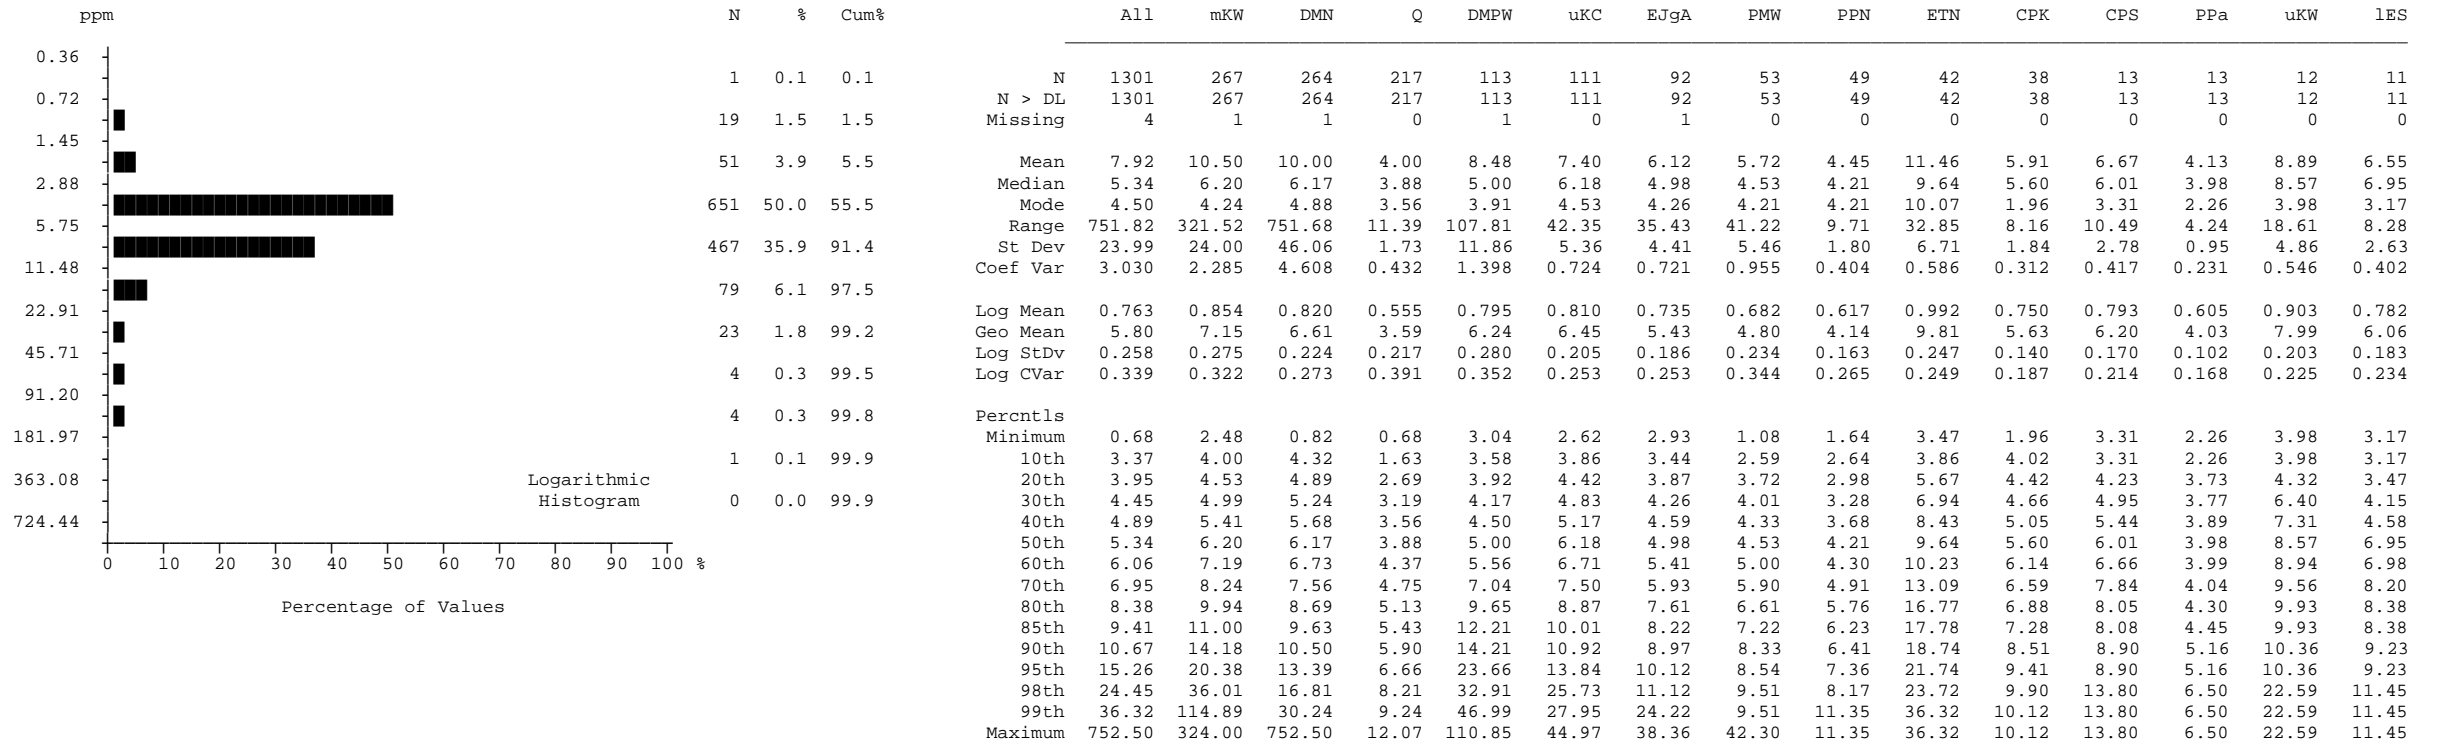 ppm N % Cum% All mKW DMN Q DMPW uKC EJgA PMW PPN ETN CPK CPS PPa uKW lES
0.36
1 0.1 0.1 N 1301 267 264 217 113 111 92 53 49 42 38 13 13 12 11
0.72 N > DL 1301 267 264 217 113 111 92 53 49 42 38 13 13 12 11
19 1.5 1.5 Missing 4 1 1 0 1 0 1 0 0 0 0 0 0 0 0
1.45
51 3.9 5.5 Mean 7.92 10.50 10.00 4.00 8.48 7.40 6.12 5.72 4.45 11.46 5.91 6.67 4.13 8.89 6.55
2.88 Median 5.34 6.20 6.17 3.88 5.00 6.18 4.98 4.53 4.21 9.64 5.60 6.01 3.98 8.57 6.95
651 50.0 55.5 Mode 4.50 4.24 4.88 3.56 3.91 4.53 4.26 4.21 4.21 10.07 1.96 3.31 2.26 3.98 3.17
5.75 Range 751.82 321.52 751.68 11.39 107.81 42.35 35.43 41.22 9.71 32.85 8.16 10.49 4.24 18.61 8.28
467 35.9 91.4 St Dev 23.99 24.00 46.06 1.73 11.86 5.36 4.41 5.46 1.80 6.71 1.84 2.78 0.95 4.86 2.63
11.48 Coef Var 3.030 2.285 4.608 0.432 1.398 0.724 0.721 0.955 0.404 0.586 0.312 0.417 0.231 0.546 0.402
79 6.1 97.5
22.91 Log Mean 0.763 0.854 0.820 0.555 0.795 0.810 0.735 0.682 0.617 0.992 0.750 0.793 0.605 0.903 0.782
23 1.8 99.2 Geo Mean 5.80 7.15 6.61 3.59 6.24 6.45 5.43 4.80 4.14 9.81 5.63 6.20 4.03 7.99 6.06
45.71 Log StDv 0.258 0.275 0.224 0.217 0.280 0.205 0.186 0.234 0.163 0.247 0.140 0.170 0.102 0.203 0.183
4 0.3 99.5 Log CVar 0.339 0.322 0.273 0.391 0.352 0.253 0.253 0.344 0.265 0.249 0.187 0.214 0.168 0.225 0.234
91.20
4 0.3 99.8 Percntls
181.97 Minimum 0.68 2.48 0.82 0.68 3.04 2.62 2.93 1.08 1.64 3.47 1.96 3.31 2.26 3.98 3.17
1 0.1 99.9 10th 3.37 4.00 4.32 1.63 3.58 3.86 3.44 2.59 2.64 3.86 4.02 3.31 2.26 3.98 3.17
363.08 Logarithmic 20th 3.95 4.53 4.89 2.69 3.92 4.42 3.87 3.72 2.98 5.67 4.42 4.23 3.73 4.32 3.47
Histogram 0 0.0 99.9 30th 4.45 4.99 5.24 3.19 4.17 4.83 4.26 4.01 3.28 6.94 4.66 4.95 3.77 6.40 4.15
724.44 40th 4.89 5.41 5.68 3.56 4.50 5.17 4.59 4.33 3.68 8.43 5.05 5.44 3.89 7.31 4.58
50th 5.34 6.20 6.17 3.88 5.00 6.18 4.98 4.53 4.21 9.64 5.60 6.01 3.98 8.57 6.95
0 10 20 30 40 50 60 70 80 90 100 % 60th 6.06 7.19 6.73 4.37 5.56 6.71 5.41 5.00 4.30 10.23 6.14 6.66 3.99 8.94 6.98
70th 6.95 8.24 7.56 4.75 7.04 7.50 5.93 5.90 4.91 13.09 6.59 7.84 4.04 9.56 8.20
Percentage of Values 80th 8.38 9.94 8.69 5.13 9.65 8.87 7.61 6.61 5.76 16.77 6.88 8.05 4.30 9.93 8.38
85th 9.41 11.00 9.63 5.43 12.21 10.01 8.22 7.22 6.23 17.78 7.28 8.08 4.45 9.93 8.38
90th 10.67 14.18 10.50 5.90 14.21 10.92 8.97 8.33 6.41 18.74 8.51 8.90 5.16 10.36 9.23
95th 15.26 20.38 13.39 6.66 23.66 13.84 10.12 8.54 7.36 21.74 9.41 8.90 5.16 10.36 9.23
98th 24.45 36.01 16.81 8.21 32.91 25.73 11.12 9.51 8.17 23.72 9.90 13.80 6.50 22.59 11.45
99th 36.32 114.89 30.24 9.24 46.99 27.95 24.22 9.51 11.35 36.32 10.12 13.80 6.50 22.59 11.45
Maximum 752.50 324.00 752.50 12.07 110.85 44.97 38.36 42.30 11.35 36.32 10.12 13.80 6.50 22.59 11.45